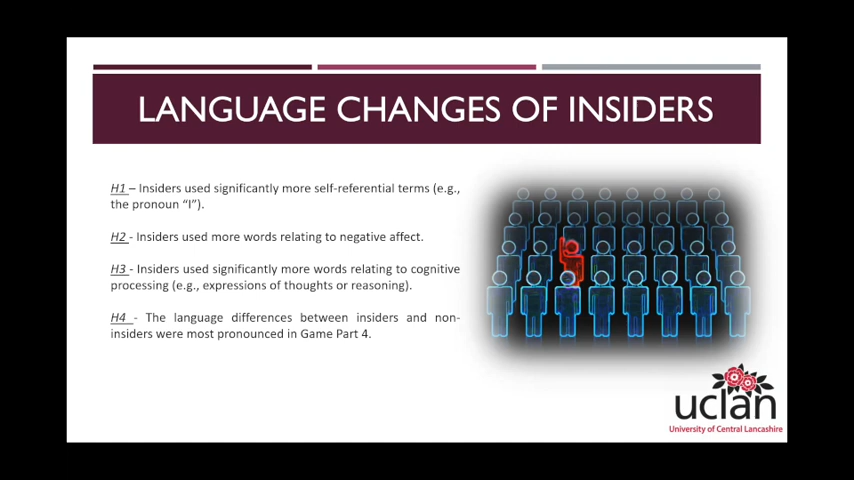 LANGUAGE CHANGES OF INSIDERS
H1 – Insiders used significantly more self-referential terms (e.g.,
the pronoun “I”).
H2 - Insiders used more words relating to negative affect.
H3 - Insiders used significantly more words relating to cognitive
processing (e.g., expressions of thoughts or reasoning).
H4 - The language differences between insiders and non-
insiders were most pronounced in Game Part 4.
uclan
University of Central Lancashire